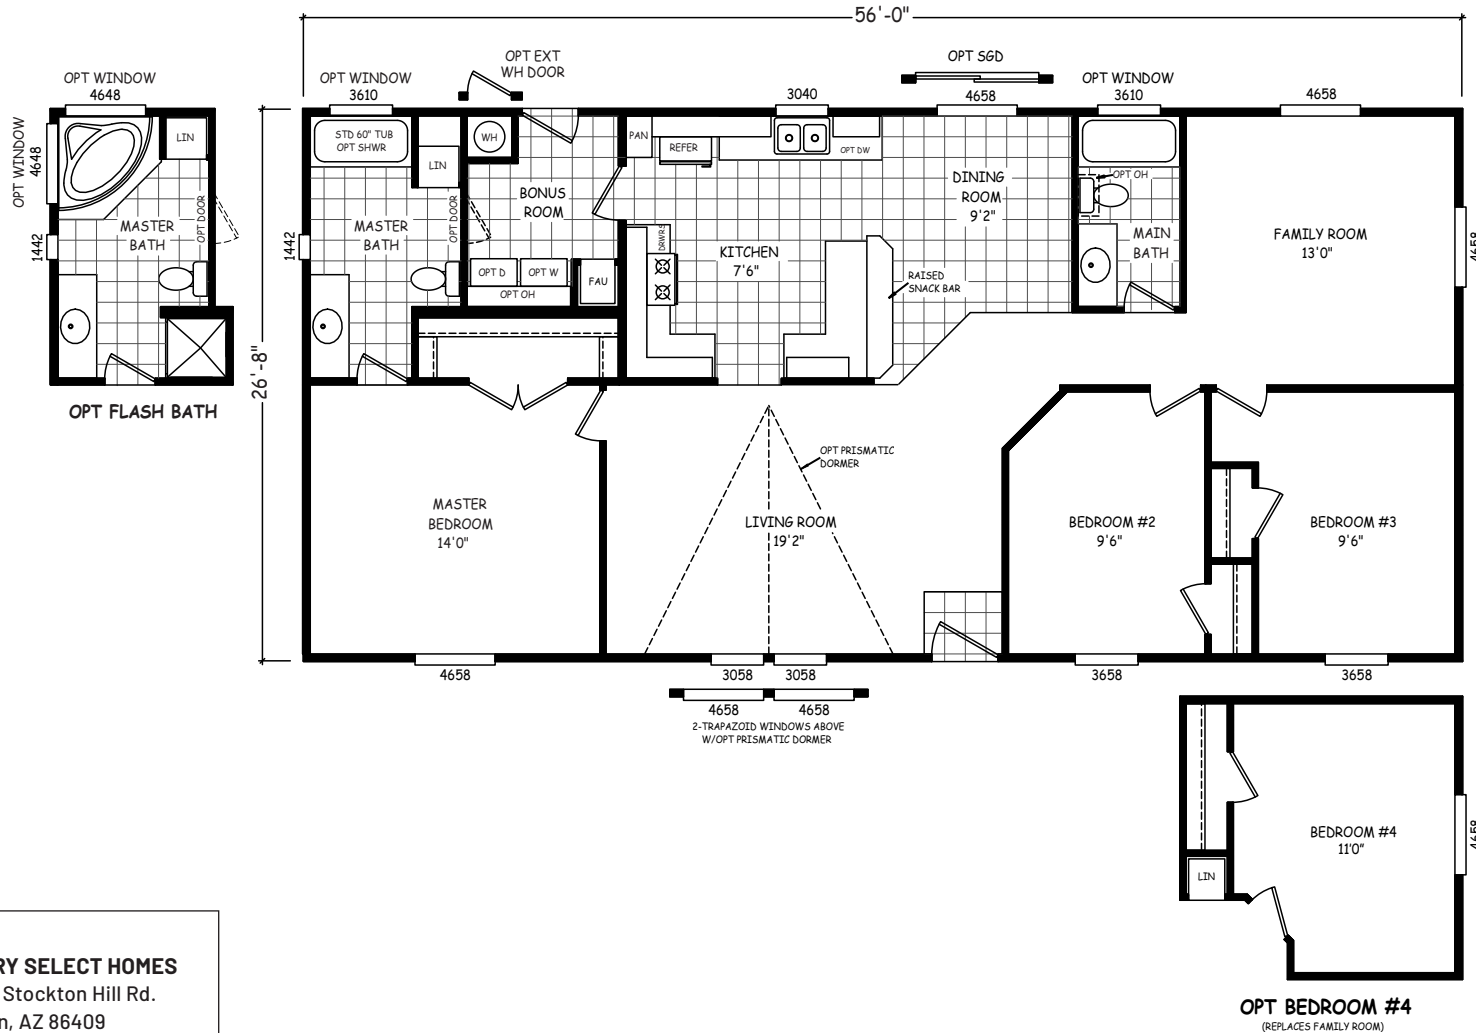 56'-0"
OPT EXT
WH DOOR
OPT SGD
OPT WINDOW
4648
OPT WINDOW
3610
3040
4658
OPT WINDOW
3610
4658
OPT WINDOW
4648
1442
LIN
OPT DOOR
MASTER
BATH
OPT FLASH BATH
26'-8"
1442
STD 60" TUB
OPT SHWR
LIN
MASTER
BATH
OPT DOOR
WH
BONUS
ROOM
OPT D
OPT W
OPT OH
FAU
PAN
REFER
OPT DW
DRWRS
KITCHEN
7'6"
DINING
ROOM
9'2"
RAISED
SNACK BAR
OPT OH
MAIN
BATH
FAMILY ROOM
13'0"
4658
MASTER
BEDROOM
14'0"
OPT PRISMATIC
DORMER
LIVING ROOM
19'2"
BEDROOM #2
9'6"
BEDROOM #3
9'6"
4658
3058
3058
3658
3658
4658
4658
2-TRAPAZOID WINDOWS ABOVE
W/OPT PRISMATIC DORMER
BEDROOM #4
11'0"
4658
LIN
OPT BEDROOM #4
(REPLACES FAMILY ROOM)
RY SELECT HOMES
Stockton Hill Rd.
n, AZ 86409